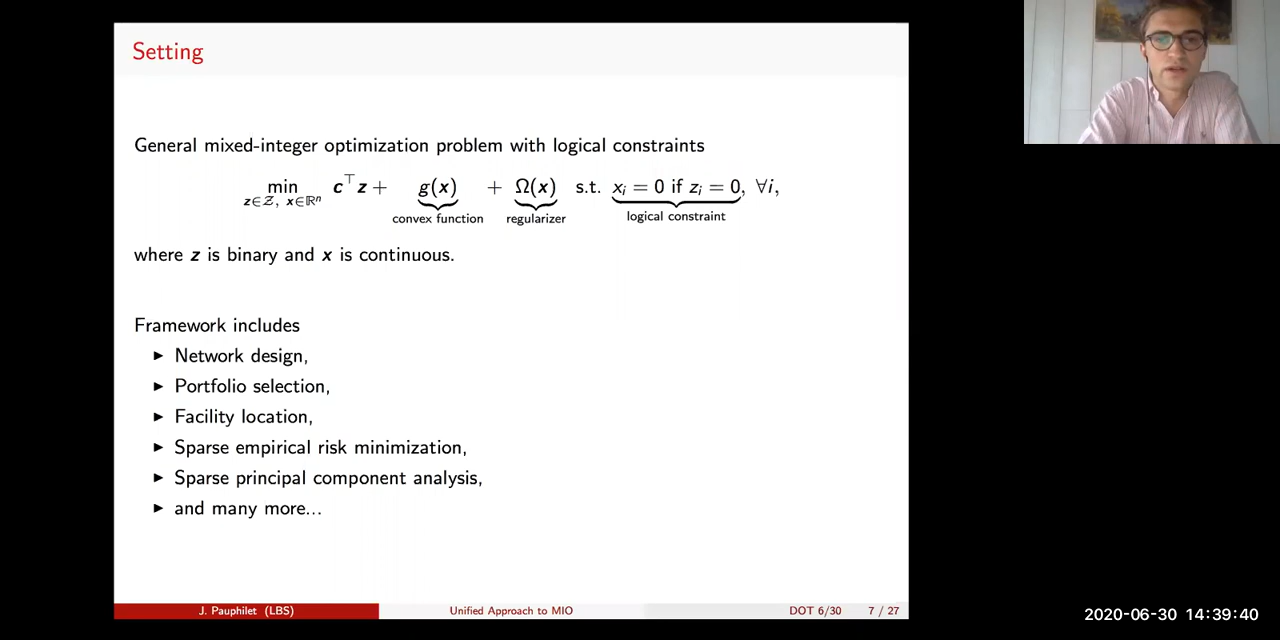 Setting
General mixed-integer optimization problem with logical constraints
min c⊤z + g(x) + Ω(x) s.t. xᵢ = 0 if zᵢ = 0, ∀i,
z∈𝒵, x∈ℝⁿ
convex function regularizer logical constraint
where z is binary and x is continuous.
Framework includes
▶ Network design,
▶ Portfolio selection,
▶ Facility location,
▶ Sparse empirical risk minimization,
▶ Sparse principal component analysis,
▶ and many more...
J. Pauphilet (LBS) Unified Approach to MIO DOT 6/30 7 / 27
2020-06-30 14:39:40